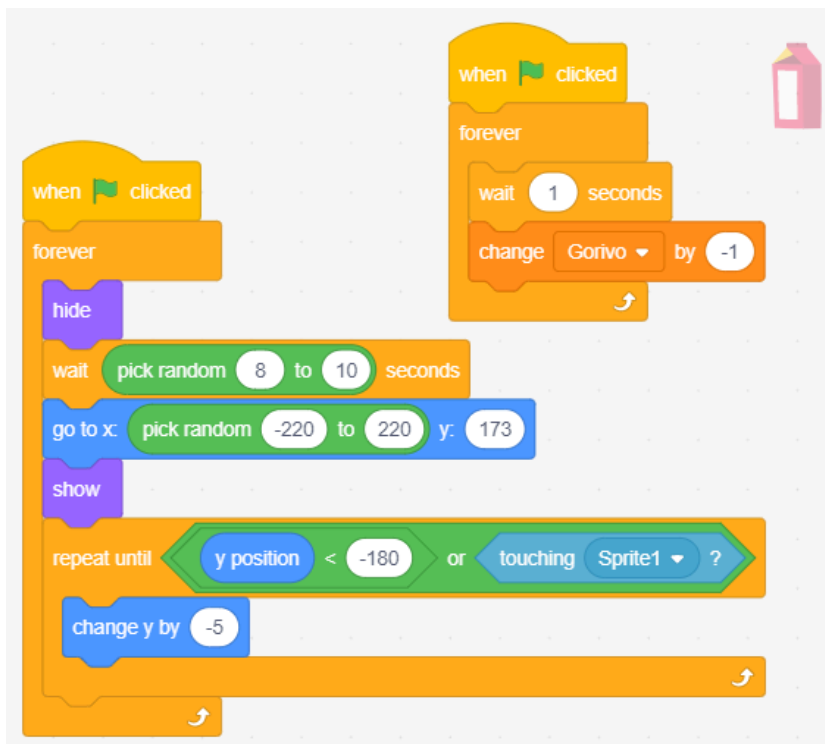 when clicked
forever
hide
wait pick random 8 to 10 seconds
go to x: pick random -220 to 220 y: 173
show
repeat until y position < -180 or touching Sprite1 ?
change y by -5
when clicked
forever
wait 1 seconds
change Gorivo by -1